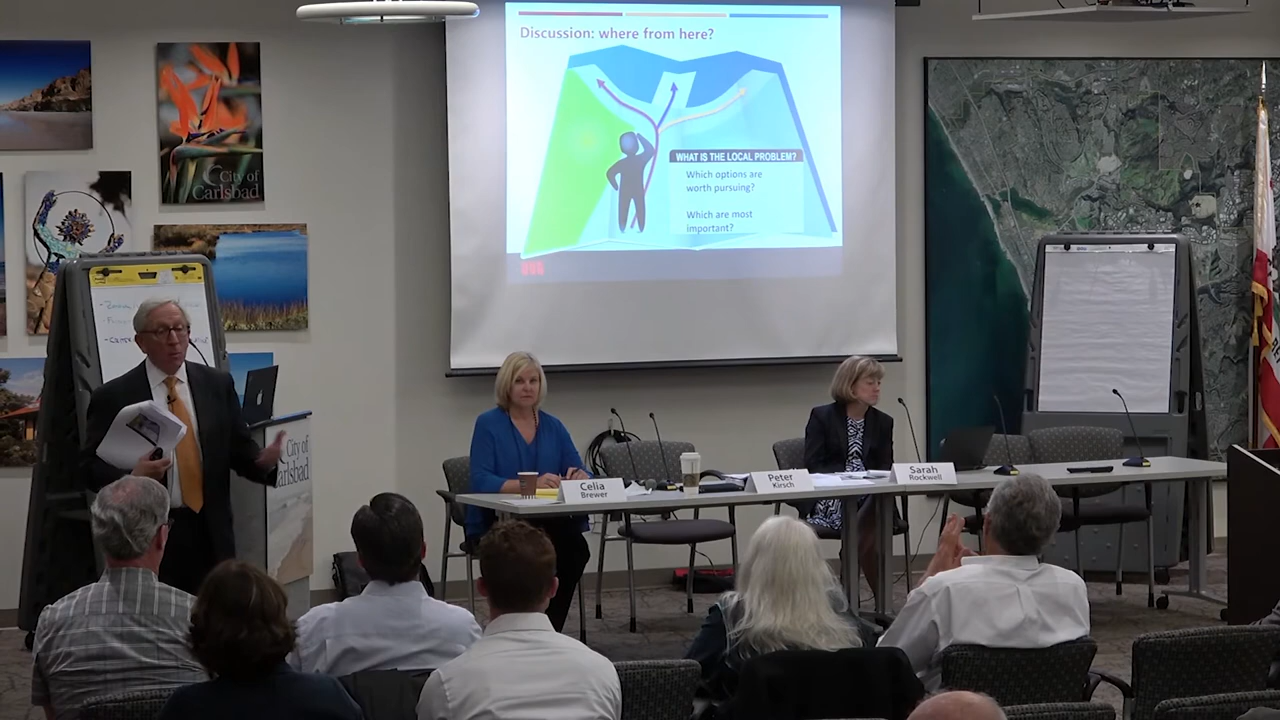 Discussion: where from here?
WHAT IS THE LOCAL PROBLEM?
Which options are
worth pursuing?
Which are most
important?
City of
Carlsbad
City of
arlsbad
Celia
Brewer
Peter
Kirsch
Sarah
Rockwell